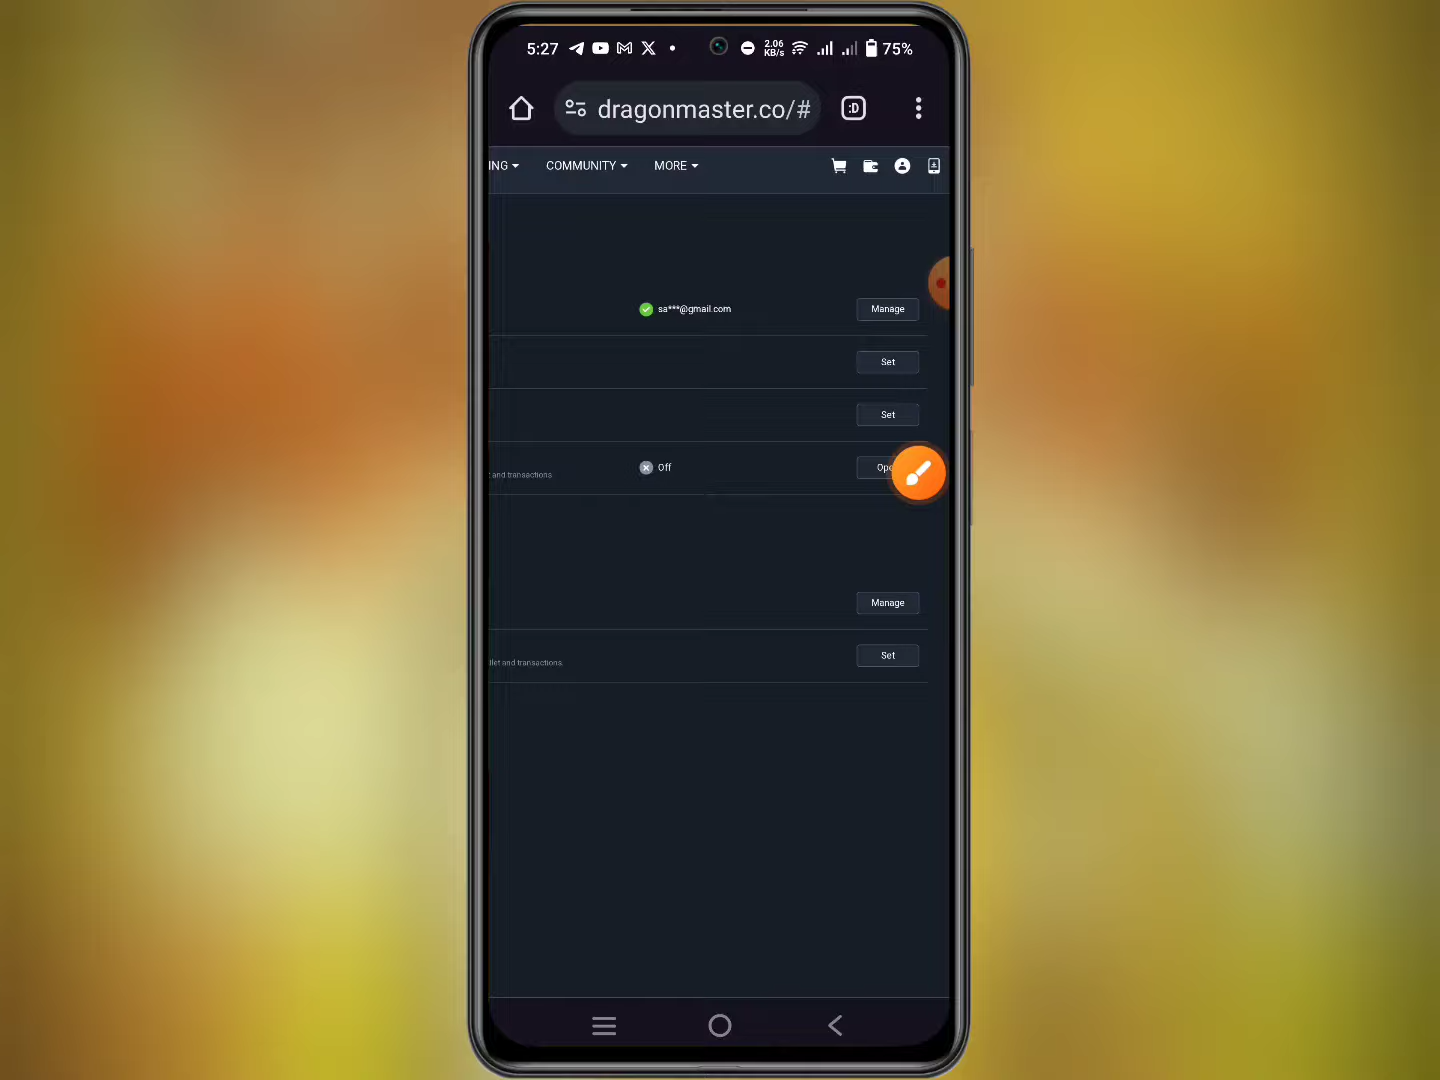 5:27 2.06 KB/s 75%
dragonmaster.co/# :D
ING COMMUNITY MORE
sa***@gmail.com Manage
Set
Set
and transactions Off Ope
Manage
llet and transactions. Set